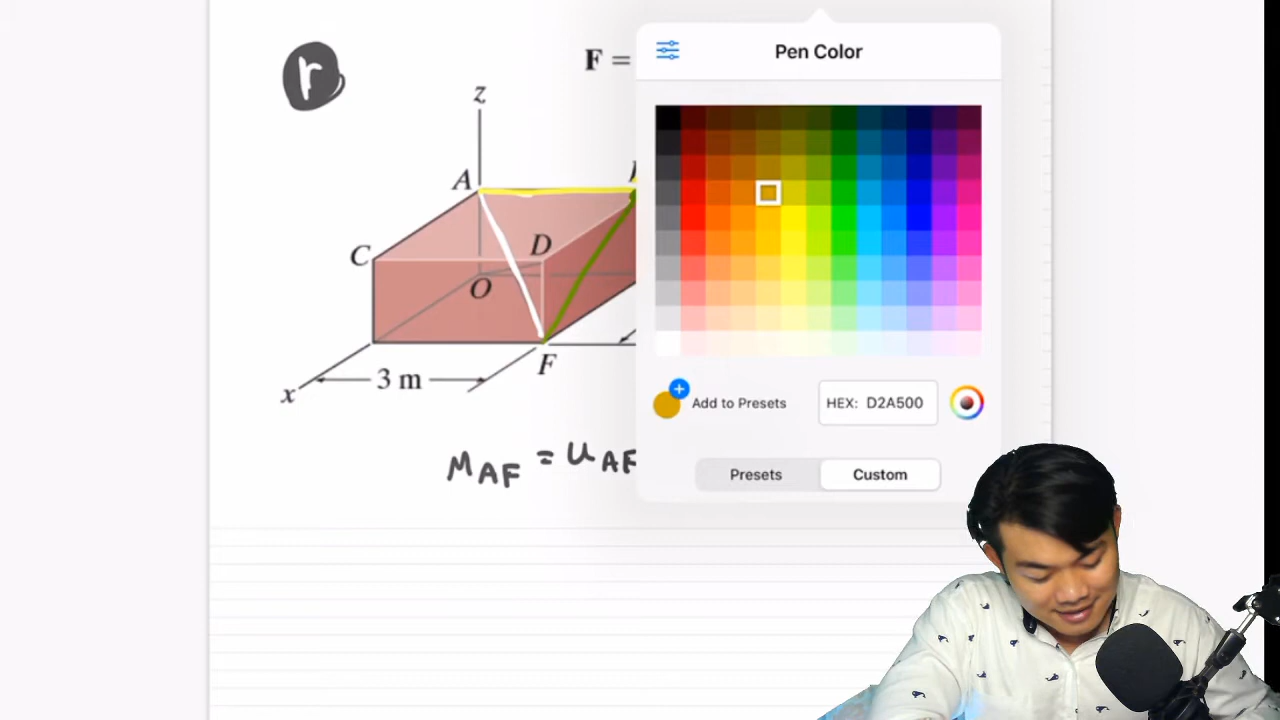 r
F =
Pen Color
z
A
C
D
O
F
3 m
x
Add to Presets
HEX: D2A500
Presets Custom
M_AF = u_AF